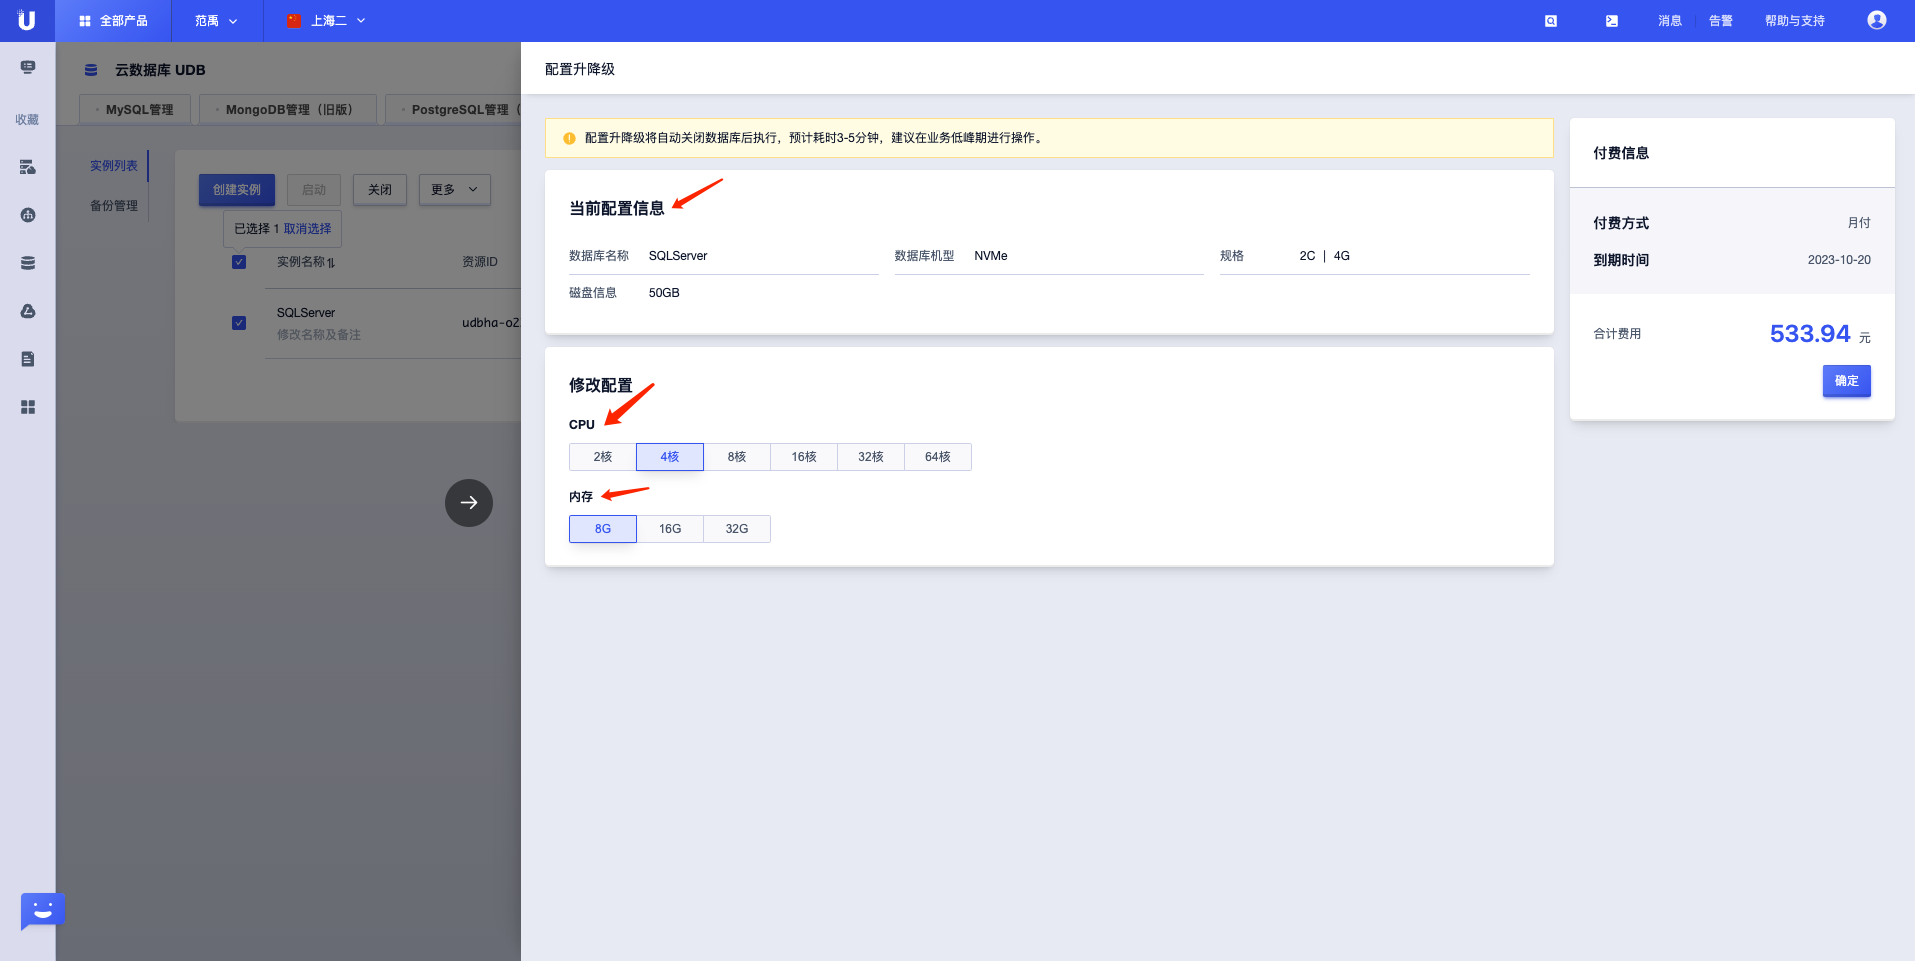 全部产品
范禹
上海二
消息
告警
帮助与支持
收藏
云数据库 UDB
MySQL管理
MongoDB管理（旧版）
PostgreSQL管理（
实例列表
备份管理
创建实例
启动
关闭
更多
已选择 1 取消选择
实例名称
资源ID
SQLServer
修改名称及备注
udbha-o2
配置升降级
配置升降级将自动关闭数据库后执行，预计耗时3-5分钟，建议在业务低峰期进行操作。
当前配置信息
数据库名称 SQLServer
数据库机型 NVMe
规格 2C | 4G
磁盘信息 50GB
修改配置
CPU
2核 4核 8核 16核 32核 64核
内存
8G 16G 32G
付费信息
付费方式 月付
到期时间 2023-10-20
合计费用 533.94 元
确定